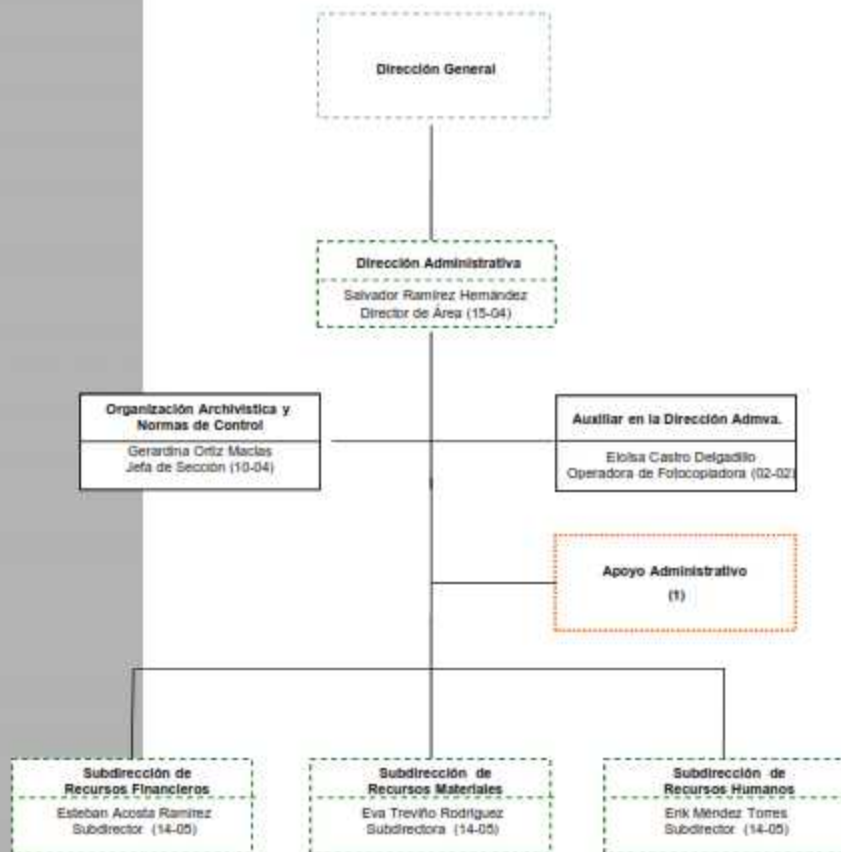 Dirección General
Dirección Administrativa
Salvador Ramírez Hernández
Director de Área (15-04)
Organización Archivística y
Normas de Control
Gerardina Ortiz Macías
Jefa de Sección (10-04)
Auxiliar en la Dirección Admva.
Eloísa Castro Delgadillo
Operadora de Fotocopiadora (02-02)
Apoyo Administrativo
(1)
Subdirección de
Recursos Financieros
Esteban Acosta Ramírez
Subdirector (14-05)
Subdirección de
Recursos Materiales
Eva Treviño Rodríguez
Subdirectora (14-05)
Subdirección de
Recursos Humanos
Erik Méndez Torres
Subdirector (14-05)